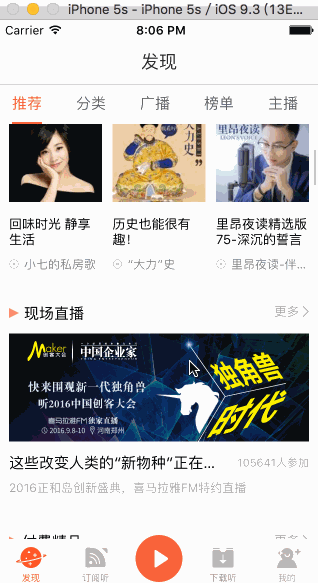 iPhone 5s - iPhone 5s / iOS 9.3 (13E...
Carrier 8:06 PM
发现
推荐 分类 广播 榜单 主播
大力史
里昂夜读
回味时光 静享生活
历史也能很有趣!
里昂夜读精选版75-深沉的誓言
小七的私房歌
“大力”史
里昂夜读-伴...
现场直播
更多
Maker
创客大会
中国企业家
快来围观新一代独角兽
听2016中国创客大会
喜马拉雅FM独家直播
2016.9.8-10 河南郑州
独角兽
时代
这些改变人类的“新物种”正在...
105641人参加
2016正和岛创新盛典,喜马拉雅FM特约直播
付费精品
更多
发现 订阅听 下载听 我的